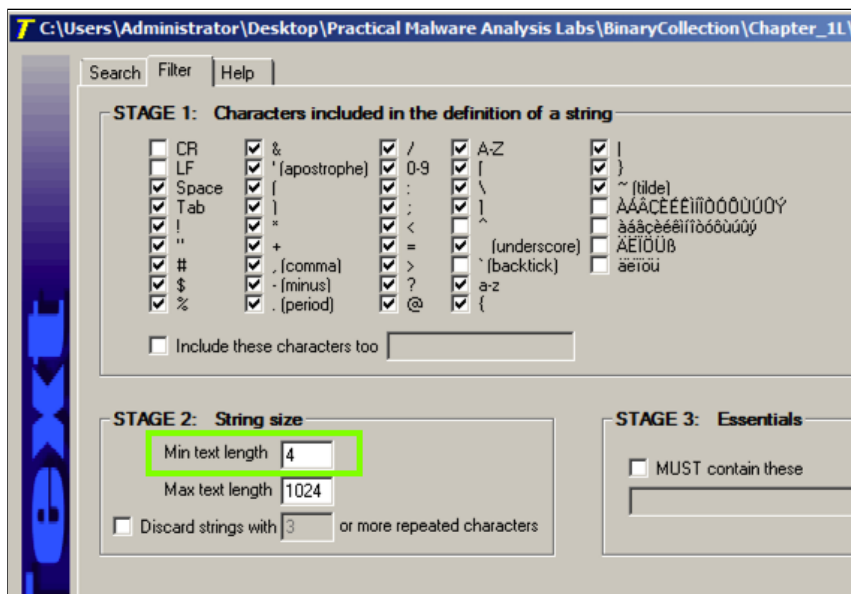 C:\Users\Administrator\Desktop\Practical Malware Analysis Labs\BinaryCollection\Chapter_1L\
Search Filter Help
STAGE 1: Characters included in the definition of a string
CR & / A-Z |
LF ' (apostrophe) 0-9 [ }
Space ( : \ ~ (tilde)
Tab ) ; ] ÀÁÂÇÈÉÊÌÍÎÒÓÔÙÚÛÝ
! * < ^ àáâçèéêìíîòóôùúûý
" + = _ (underscore) ÄËÏÖÜß
# , (comma) > ` (backtick) äëïöü
$ - (minus) ? a-z
% . (period) @ {
Include these characters too
STAGE 2: String size
Min text length 4
Max text length 1024
Discard strings with 3 or more repeated characters
STAGE 3: Essentials
MUST contain these